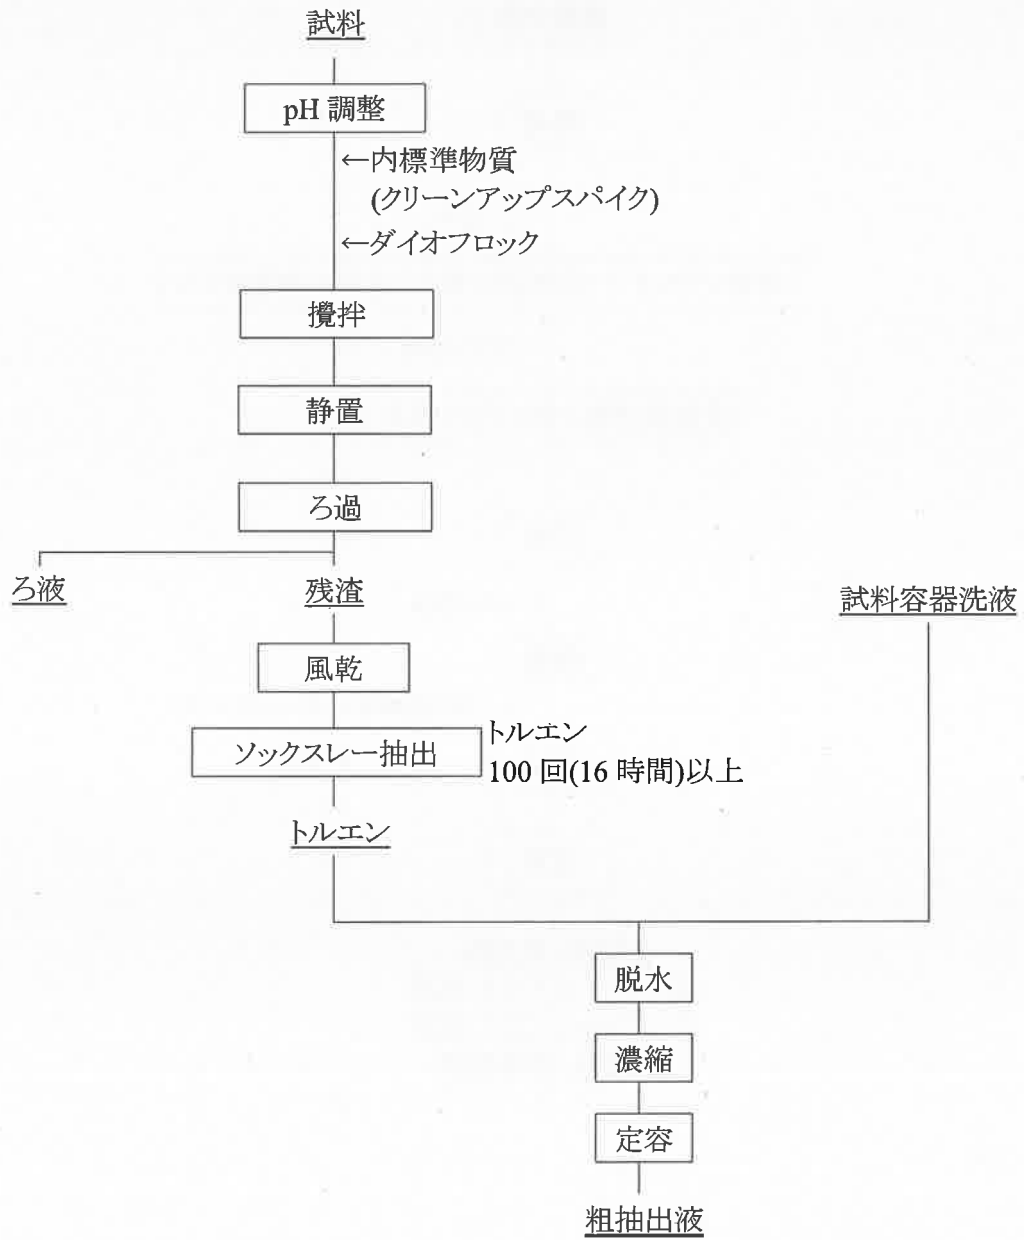 試料
pH 調整
←内標準物質
(クリーンアップスパイク)
←ダイオフロック
攪拌
静置
ろ過
ろ液
残渣
試料容器洗液
風乾
ソックスレー抽出
トルエン
100 回(16 時間)以上
トルエン
脱水
濃縮
定容
粗抽出液